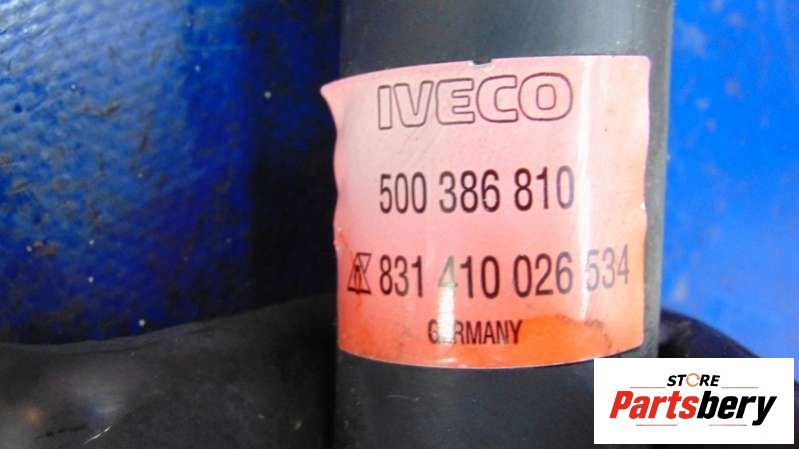 IVECO
500 386 810
831 410 026 534
GERMANY
STORE
Partsbery